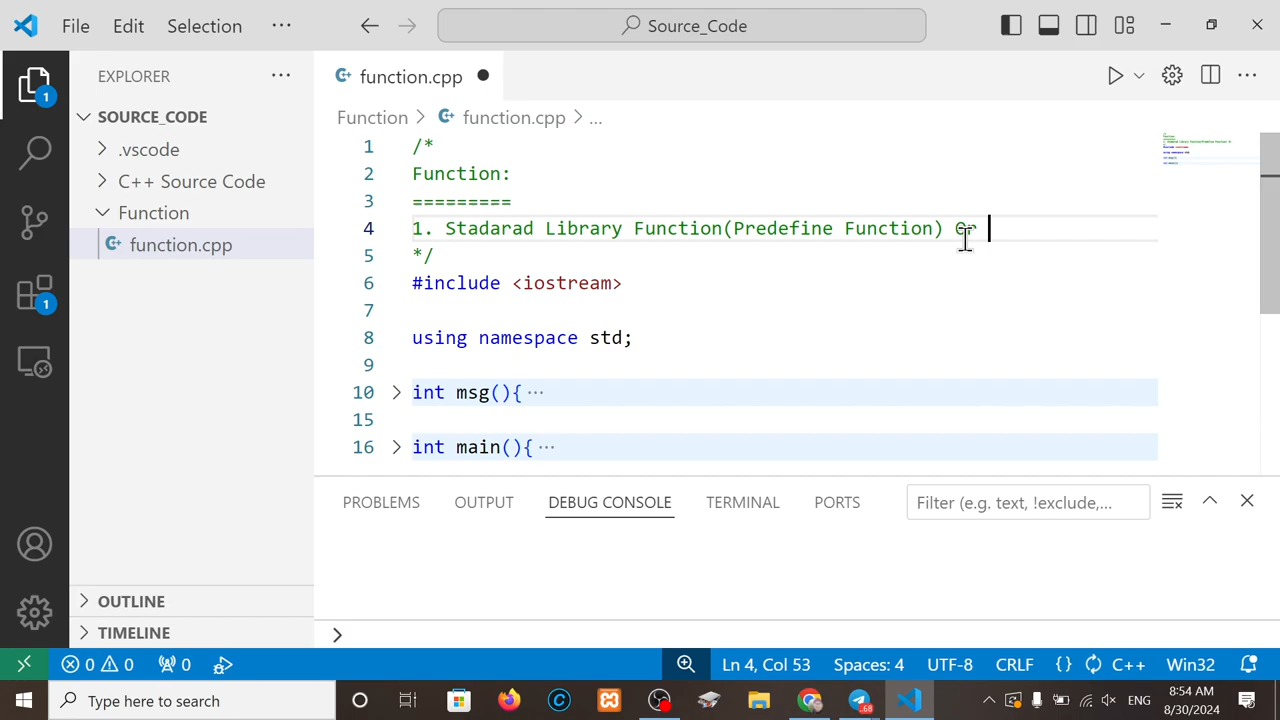 File Edit Selection ··· Source_Code
EXPLORER ···
SOURCE_CODE
.vscode
C++ Source Code
Function
function.cpp
OUTLINE
TIMELINE
1
1
function.cpp
Function > function.cpp > ...
1 /*
2 Function:
3 =========
4 1. Stadarad Library Function(Predefine Function) Or
5 */
6 #include <iostream>
7
8 using namespace std;
9
10 int msg(){ ···
15
16 int main(){ ···
PROBLEMS OUTPUT DEBUG CONSOLE TERMINAL PORTS Filter (e.g. text, !exclude,...
0 0 0 Ln 4, Col 53 Spaces: 4 UTF-8 CRLF {} C++ Win32
Type here to search
.68
ENG
8:54 AM
8/30/2024